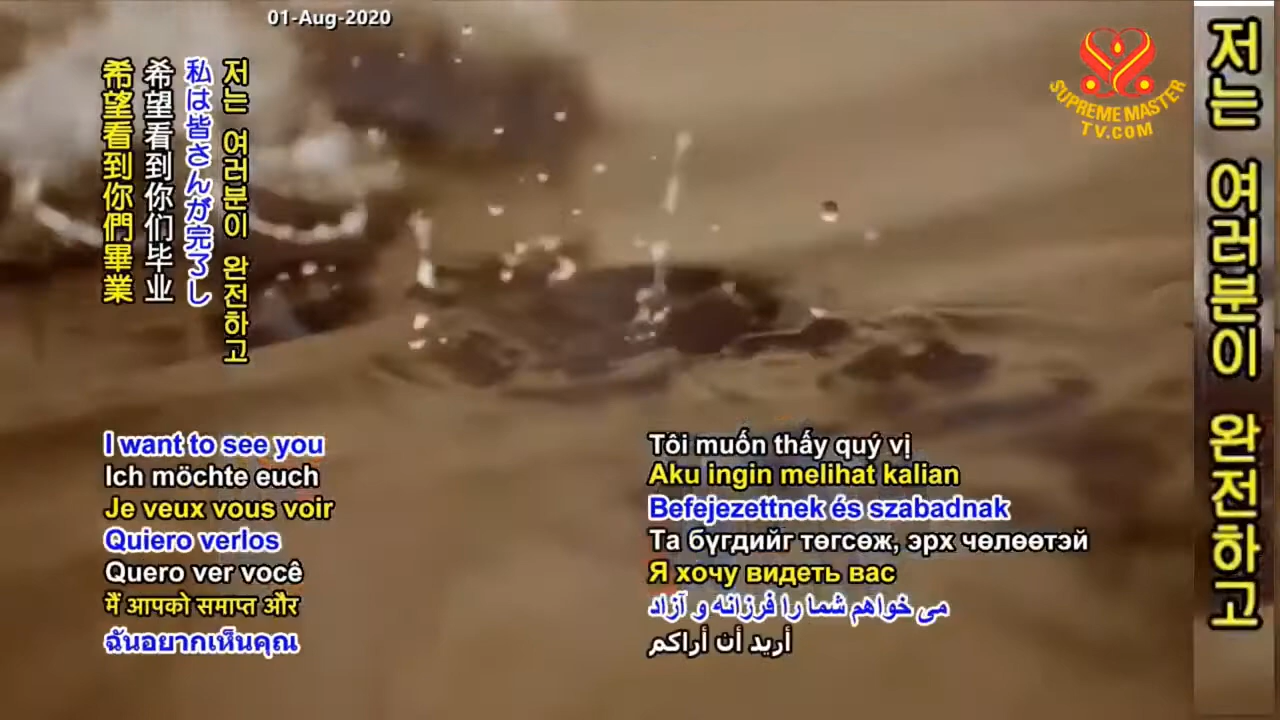 01-Aug-2020
SUPREME MASTER
TV.COM
저는 여러분이 완전하고
私は皆さんが完了し
希望看到你们毕业
希望看到你們畢業
I want to see you
Ich möchte euch
Je veux vous voir
Quiero verlos
Quero ver você
मैं आपको समाप्त और
ฉันอยากเห็นคุณ
Tôi muốn thấy quý vị
Aku ingin melihat kalian
Befejezettnek és szabadnak
Та бүгдийг төгсөж, эрх чөлөөтэй
Я хочу видеть вас
می خواهم شما را فرزانه و آزاد
أريد أن أراكم
저는 여러분이 완전하고